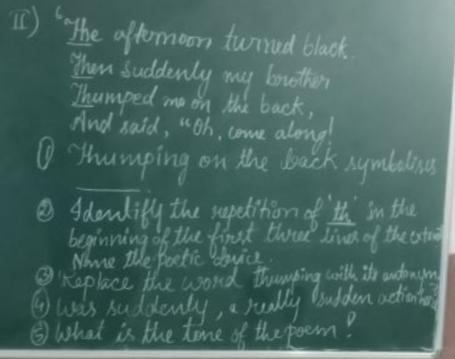 II) "The afternoon turned black.
Then suddenly my brother
Thumped me on the back,
And said, "Oh, come along!
① Thumping on the back symbolises
______.
② Identify the repetition of 'th' in the
beginning of the first three lines of the
Name the poetic device.
③ Replace the word thumping with its antonym
④ Was suddenly, a really sudden action
⑤ What is the tone of the poem?